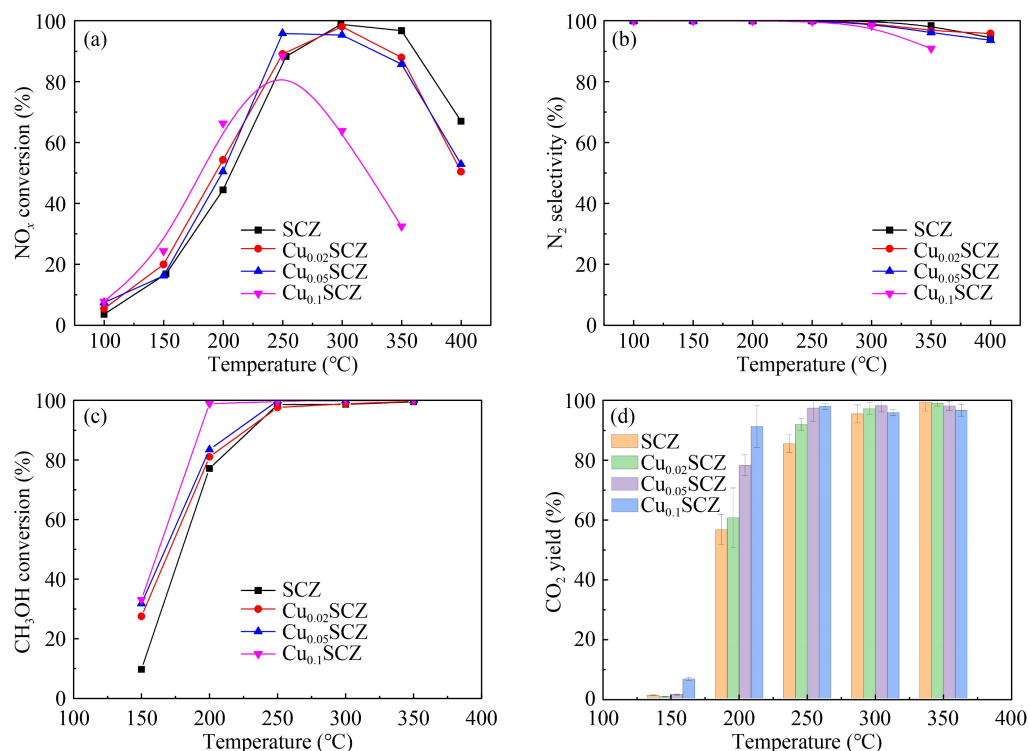 (a)
100
80
60
40
20
0
NOₓ conversion (%)
SCZ
Cu₀.₀₂SCZ
Cu₀.₀₅SCZ
Cu₀.₁SCZ
100 150 200 250 300 350 400
Temperature (°C)
(b)
100
80
60
40
20
0
N₂ selectivity (%)
SCZ
Cu₀.₀₂SCZ
Cu₀.₀₅SCZ
Cu₀.₁SCZ
100 150 200 250 300 350 400
Temperature (°C)
(c)
100
80
60
40
20
0
CH₃OH conversion (%)
SCZ
Cu₀.₀₂SCZ
Cu₀.₀₅SCZ
Cu₀.₁SCZ
100 150 200 250 300 350 400
Temperature (°C)
(d)
100
80
60
40
20
0
CO₂ yield (%)
SCZ
Cu₀.₀₂SCZ
Cu₀.₀₅SCZ
Cu₀.₁SCZ
100 150 200 250 300 350 400
Temperature (°C)